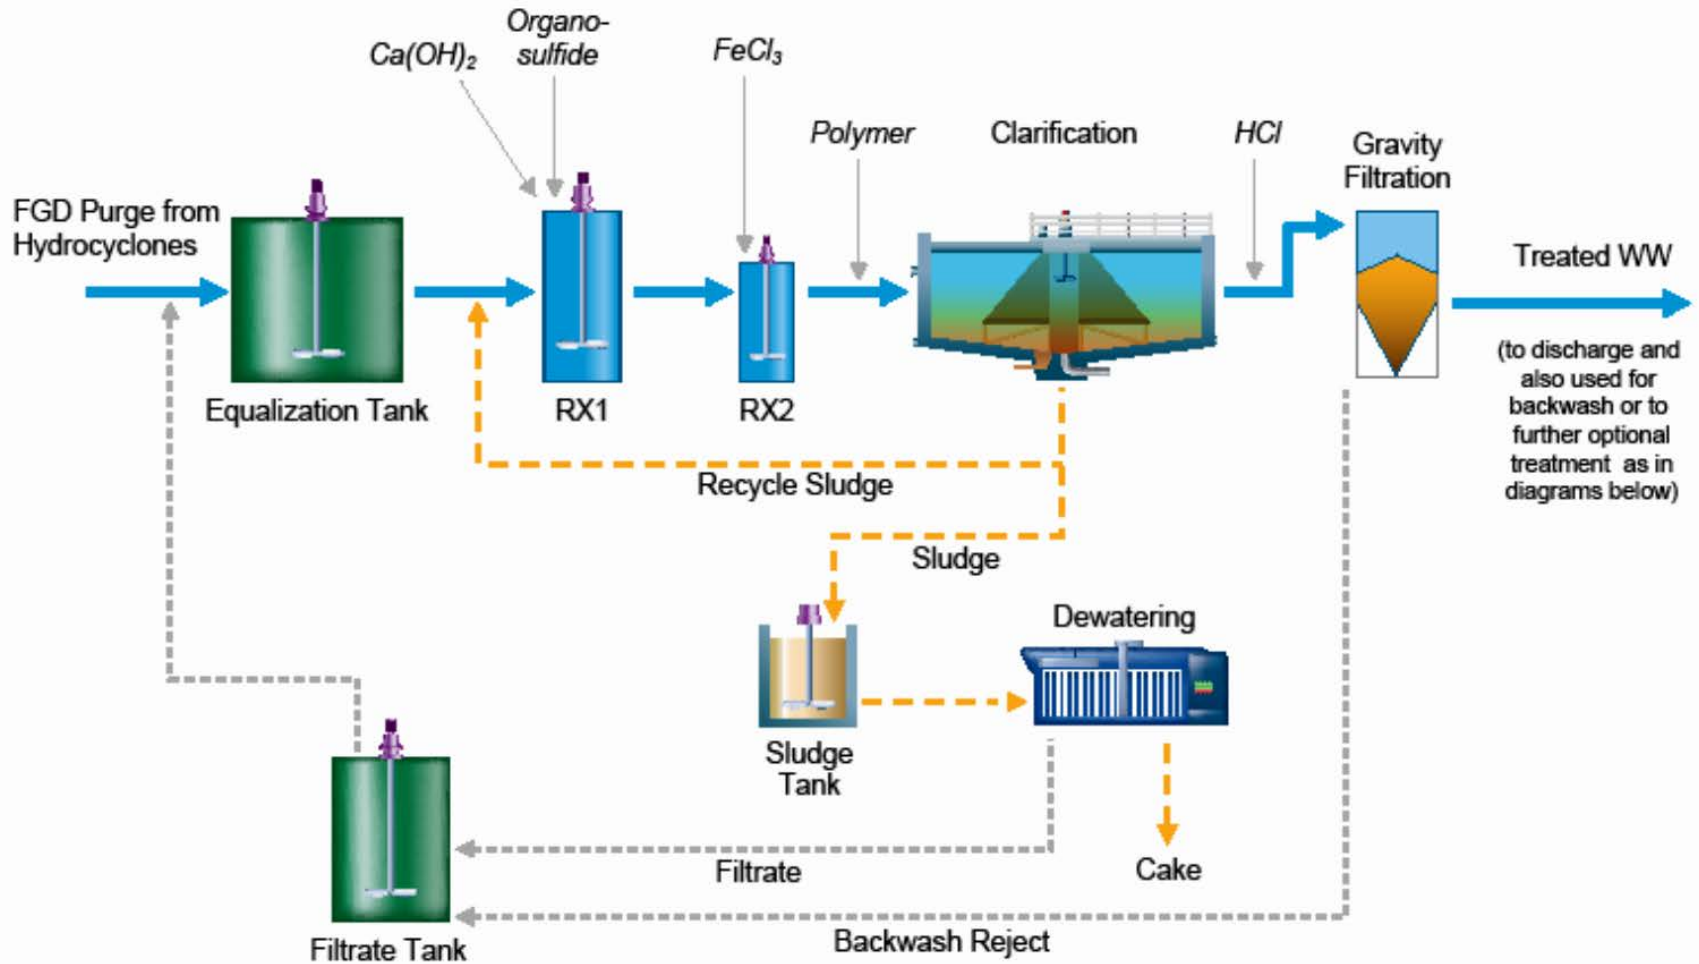 Organo-
sulfide
Ca(OH)₂
FeCl₃
Polymer
Clarification
HCl
Gravity
Filtration
FGD Purge from
Hydrocyclones
Treated WW
(to discharge and
also used for
backwash or to
further optional
treatment as in
diagrams below)
Equalization Tank
RX1
RX2
Recycle Sludge
Sludge
Dewatering
Sludge
Tank
Filtrate
Cake
Backwash Reject
Filtrate Tank